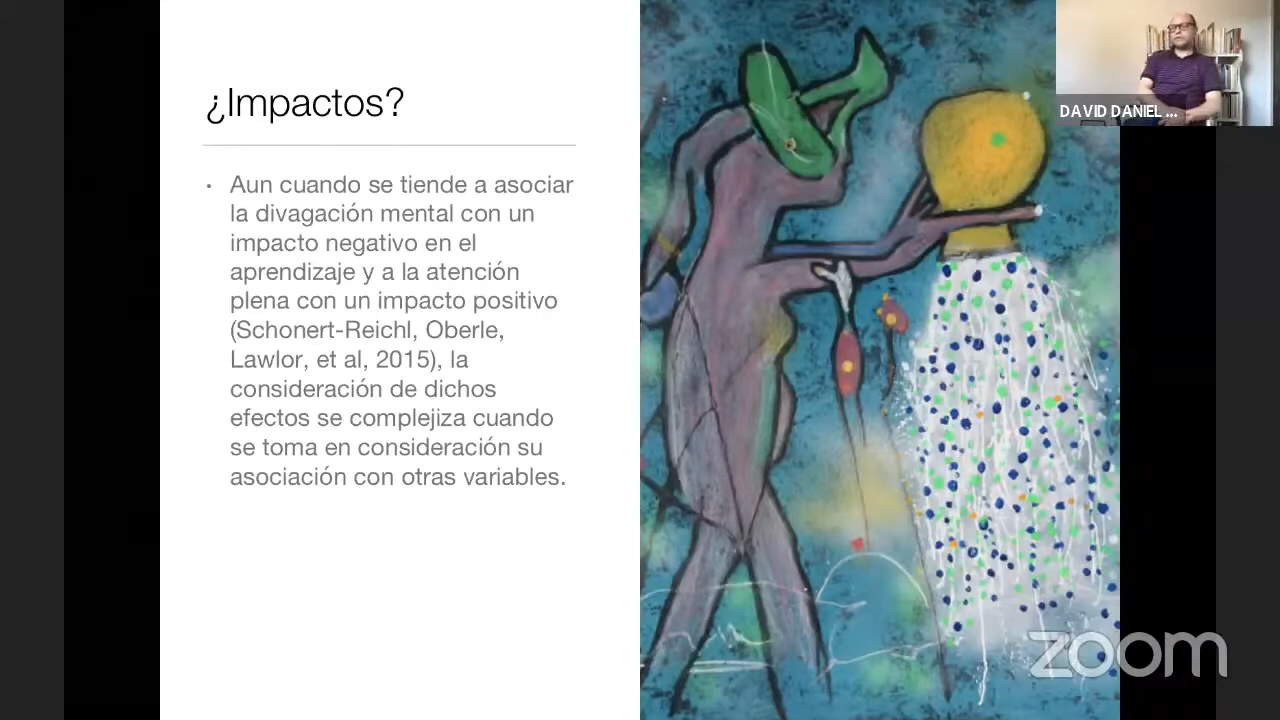 ¿Impactos?
• Aun cuando se tiende a asociar
la divagación mental con un
impacto negativo en el
aprendizaje y a la atención
plena con un impacto positivo
(Schonert-Reichl, Oberle,
Lawlor, et al, 2015), la
consideración de dichos
efectos se complejiza cuando
se toma en consideración su
asociación con otras variables.
DAVID DANIEL ...
zoom